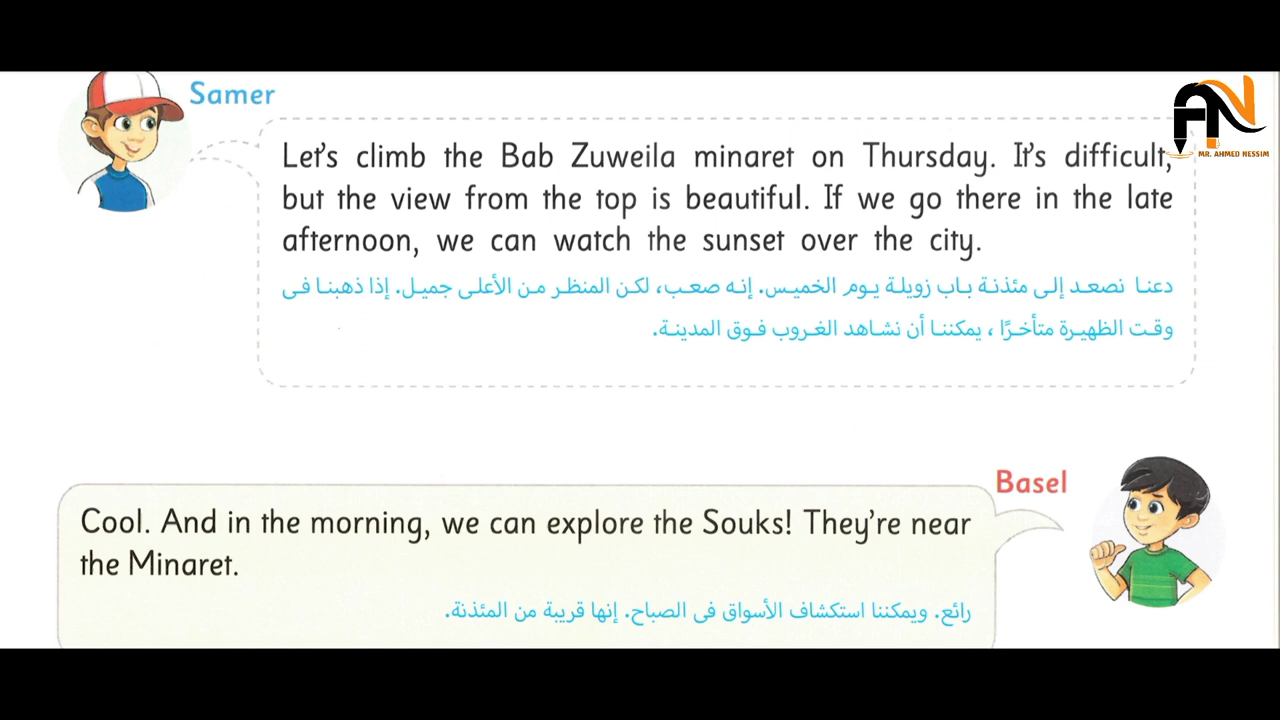 Samer
Let's climb the Bab Zuweila minaret on Thursday. It's difficult,
but the view from the top is beautiful. If we go there in the late
afternoon, we can watch the sunset over the city.
دعنا نصعد إلى مئذنة باب زويلة يوم الخميس. إنه صعب، لكن المنظر من الأعلى جميل. إذا ذهبنا فى
وقت الظهيرة متأخرًا ، يمكننا أن نشاهد الغروب فوق المدينة.
Basel
Cool. And in the morning, we can explore the Souks! They're near
the Minaret.
رائع. ويمكننا استكشاف الأسواق فى الصباح. إنها قريبة من المئذنة.
AN
MR. AHMED NESSIM